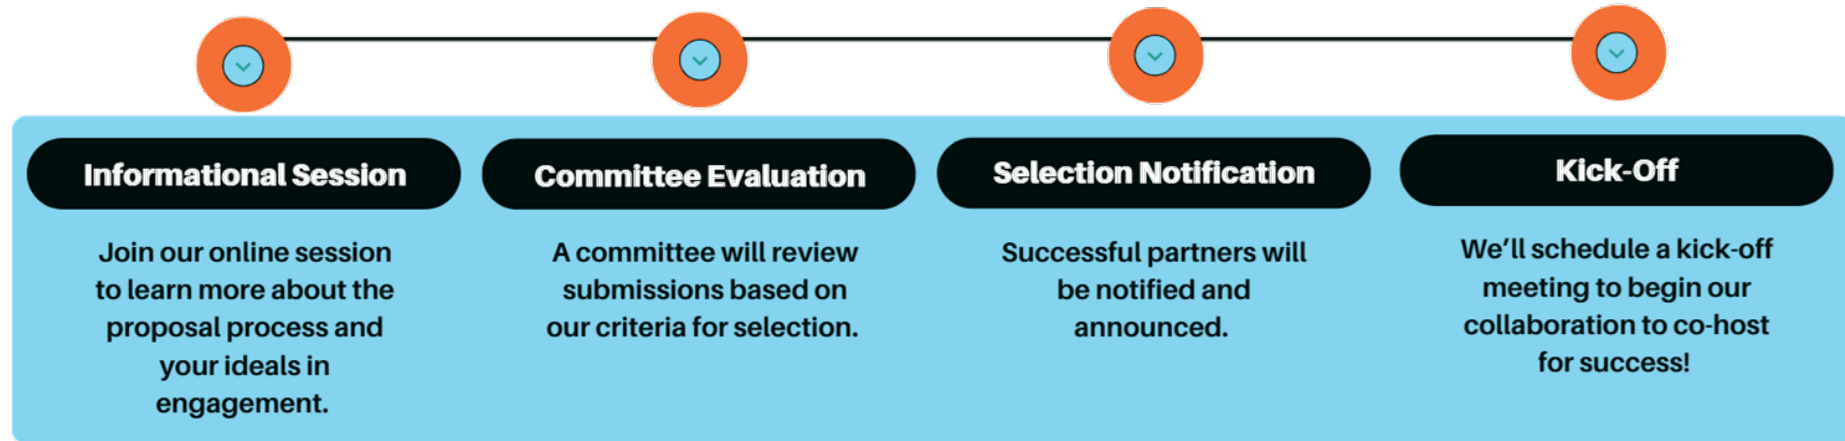 Informational Session
Join our online session
to learn more about the
proposal process and
your ideals in
engagement.
Committee Evaluation
A committee will review
submissions based on
our criteria for selection.
Selection Notification
Successful partners will
be notified and
announced.
Kick-Off
We’ll schedule a kick-off
meeting to begin our
collaboration to co-host
for success!